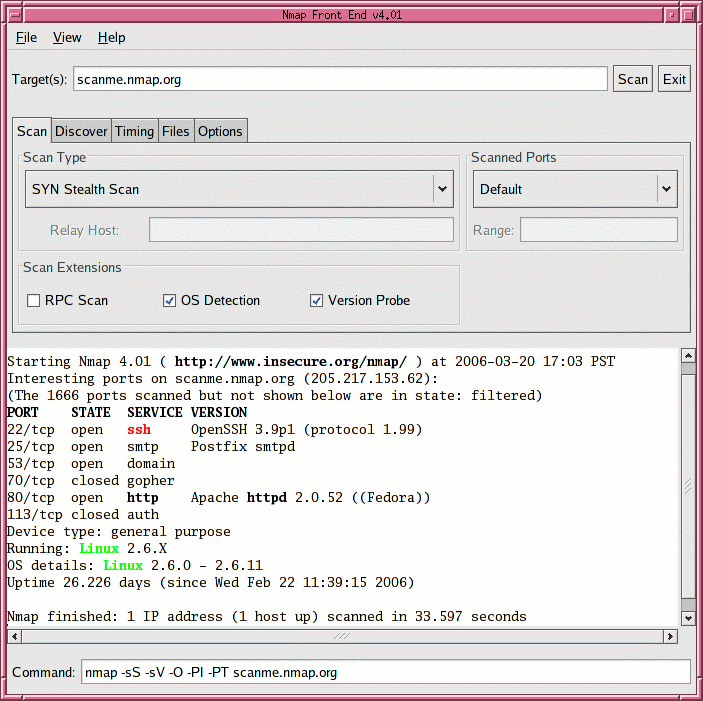 Nmap Front End v4.01
File View Help
Target(s): scanme.nmap.org Scan Exit
Scan Discover Timing Files Options
Scan Type Scanned Ports
SYN Stealth Scan Default
Relay Host: Range:
Scan Extensions
RPC Scan OS Detection Version Probe
Starting Nmap 4.01 ( http://www.insecure.org/nmap/ ) at 2006-03-20 17:03 PST
Interesting ports on scanme.nmap.org (205.217.153.62):
(The 1666 ports scanned but not shown below are in state: filtered)
PORT STATE SERVICE VERSION
22/tcp open ssh OpenSSH 3.9p1 (protocol 1.99)
25/tcp open smtp Postfix smtpd
53/tcp open domain
70/tcp closed gopher
80/tcp open http Apache httpd 2.0.52 ((Fedora))
113/tcp closed auth
Device type: general purpose
Running: Linux 2.6.X
OS details: Linux 2.6.0 - 2.6.11
Uptime 26.226 days (since Wed Feb 22 11:39:15 2006)
Nmap finished: 1 IP address (1 host up) scanned in 33.597 seconds
Command: nmap -sS -sV -O -PI -PT scanme.nmap.org